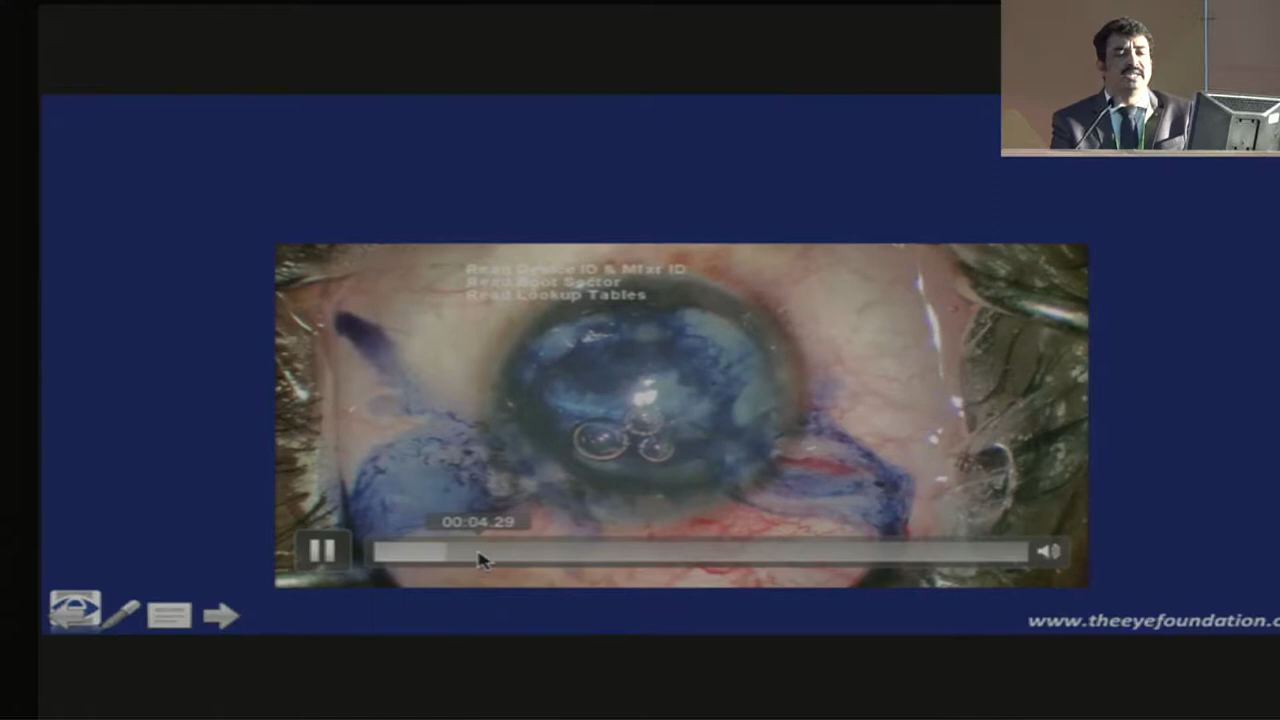 Read Device ID & Mfxr ID
Read Boot Sector
Read Lookup Tables
00:04.29
www.theeyefoundation.c